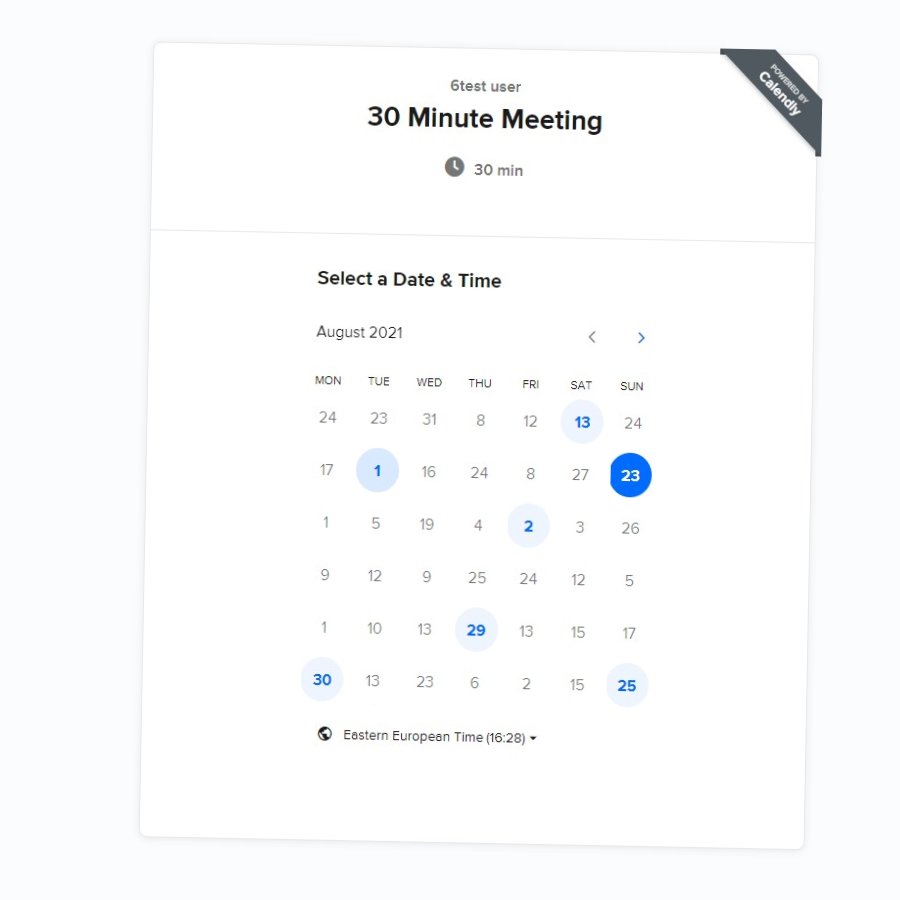 POWERED BY
Calendly
6test user
30 Minute Meeting
30 min
Select a Date & Time
August 2021
MON TUE WED THU FRI SAT SUN
24 23 31 8 12 13 24
17 1 16 24 8 27 23
1 5 19 4 2 3 26
9 12 9 25 24 12 5
1 10 13 29 13 15 17
30 13 23 6 2 15 25
Eastern European Time (16:28)